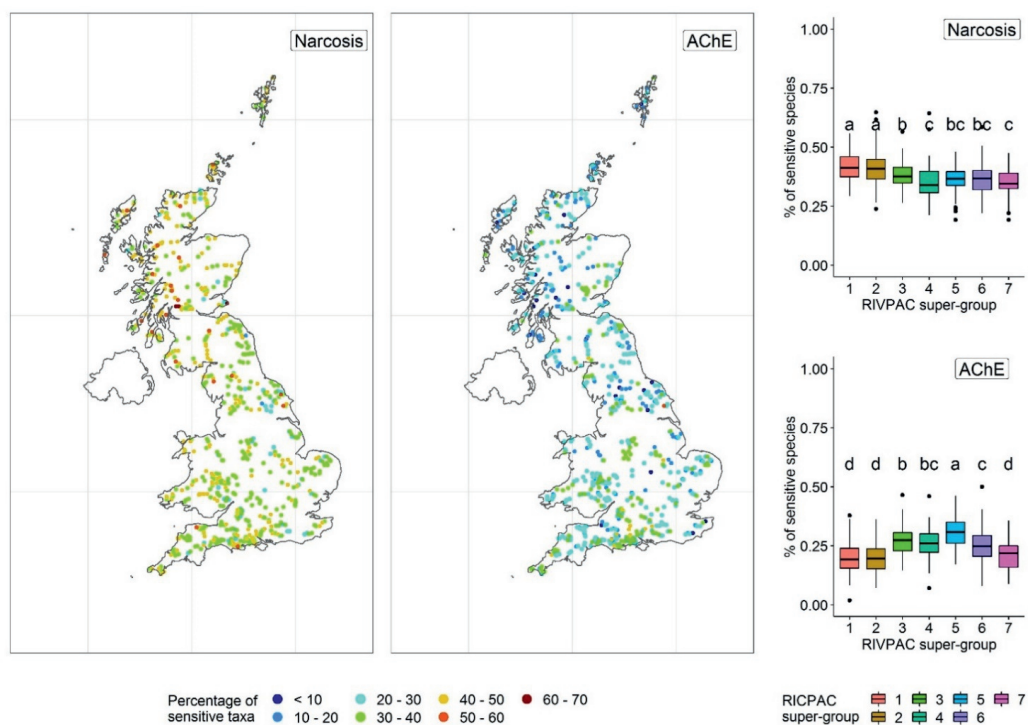 Narcosis
AChE
Narcosis
1.00
0.75
0.50
0.25
0.00
% of sensitive species
a a b c bc bc c
1 2 3 4 5 6 7
RIVPAC super-group
AChE
1.00
0.75
0.50
0.25
0.00
% of sensitive species
d d b bc a c d
1 2 3 4 5 6 7
RIVPAC super-group
Percentage of
sensitive taxa
< 10 20 - 30 40 - 50 60 - 70
10 - 20 30 - 40 50 - 60
RICPAC
super-group
1 3 5 7
2 4 6